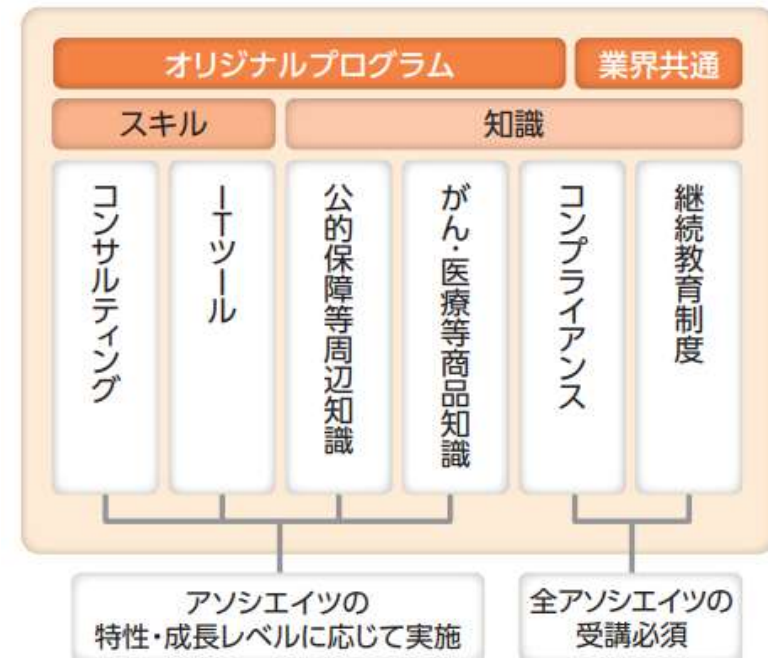 オリジナルプログラム
業界共通
スキル
知識
コンサルティング
ITツール
公的保障等周辺知識
がん・医療等商品知識
コンプライアンス
継続教育制度
アソシエイツの
特性・成長レベルに応じて実施
全アソシエイツの
受講必須